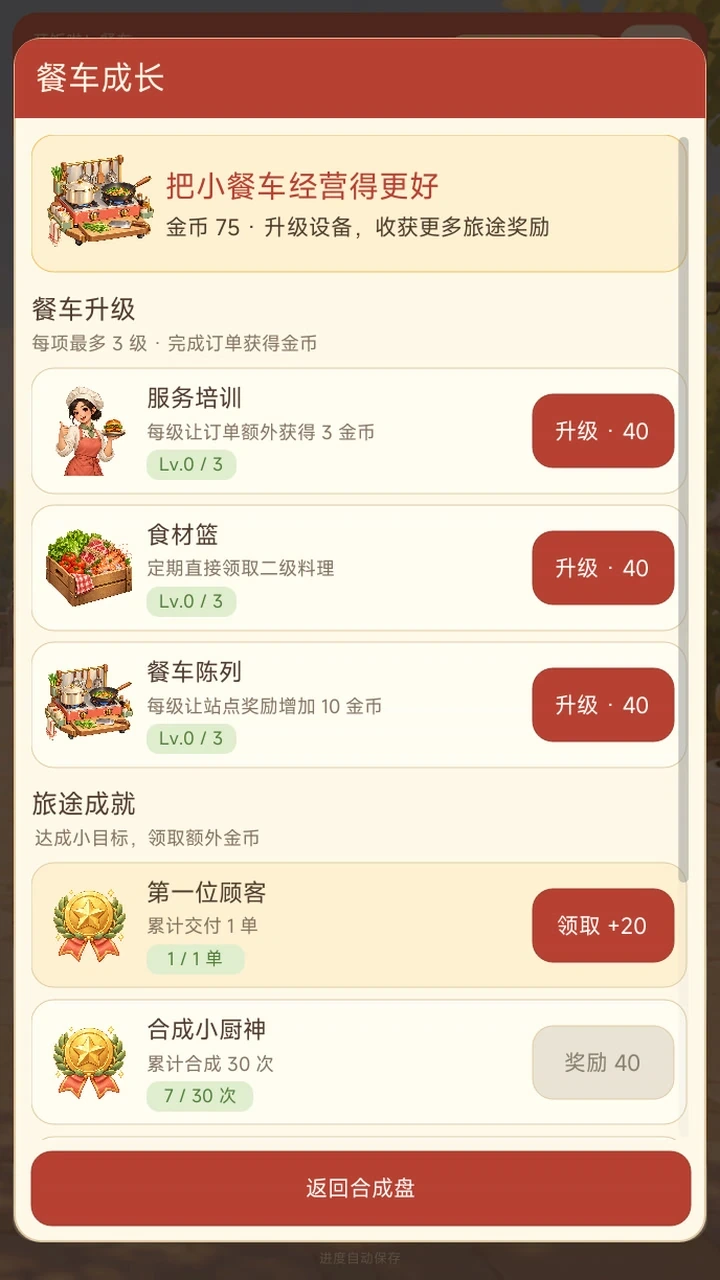 餐车成长
把小餐车经营得更好
金币 75 · 升级设备，收获更多旅途奖励
餐车升级
每项最多 3 级 · 完成订单获得金币
服务培训
每级让订单额外获得 3 金币
Lv.0 / 3
升级 · 40
食材篮
定期直接领取二级料理
Lv.0 / 3
升级 · 40
餐车陈列
每级让站点奖励增加 10 金币
Lv.0 / 3
升级 · 40
旅途成就
达成小目标，领取额外金币
第一位顾客
累计交付 1 单
1 / 1 单
领取 +20
合成小厨神
累计合成 30 次
7 / 30 次
奖励 40
返回合成盘
进度自动保存